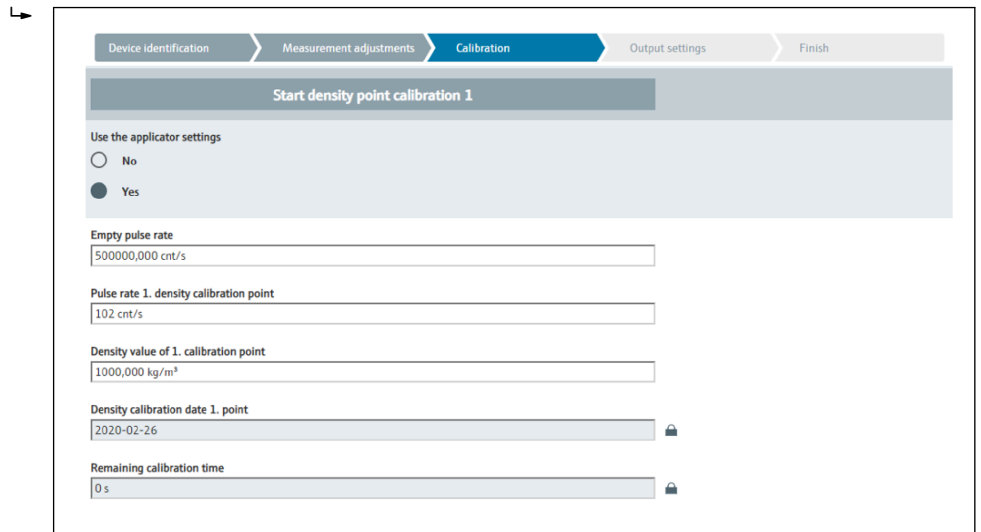 Device identification
Measurement adjustments
Calibration
Output settings
Finish
Start density point calibration 1
Use the applicator settings
No
Yes
Empty pulse rate
500000,000 cnt/s
Pulse rate 1. density calibration point
102 cnt/s
Density value of 1. calibration point
1000,000 kg/m³
Density calibration date 1. point
2020-02-26
Remaining calibration time
0 s